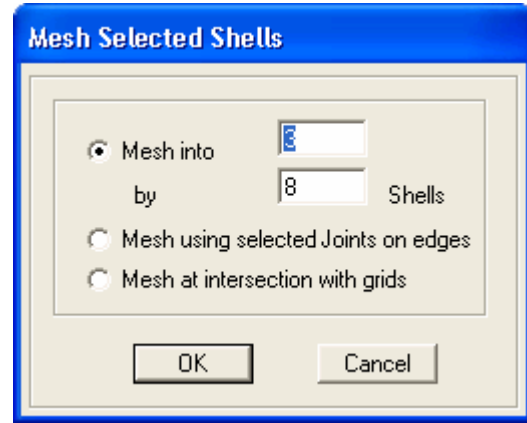 Mesh Selected Shells
Mesh into 3
by 8 Shells
Mesh using selected Joints on edges
Mesh at intersection with grids
OK Cancel